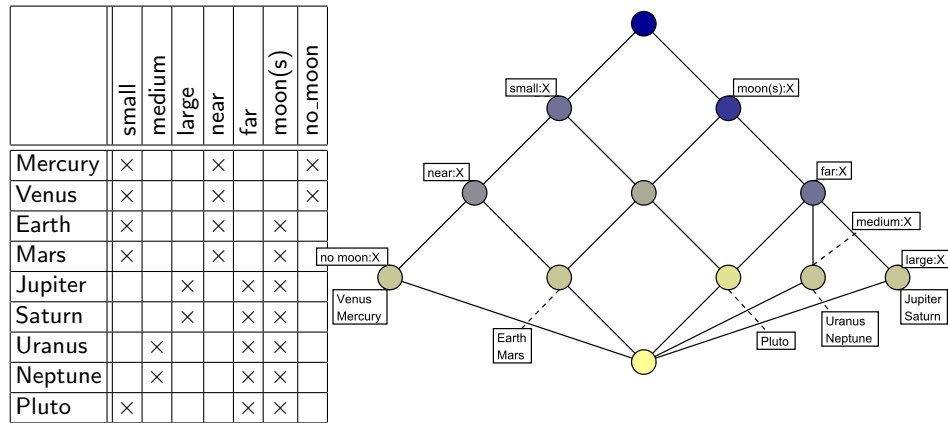 small medium large near far moon(s) no_moon
Mercury × × ×
Venus × × ×
Earth × × ×
Mars × × ×
Jupiter × × ×
Saturn × × ×
Uranus × × ×
Neptune × × ×
Pluto × × ×
small:X
moon(s):X
near:X
far:X
medium:X
no moon:X
large:X
Venus
Mercury
Earth
Mars
Pluto
Uranus
Neptune
Jupiter
Saturn